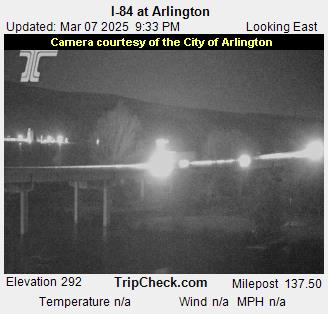 I-84 at Arlington
Updated: Mar 07 2025 9:33 PM Looking East
Camera courtesy of the City of Arlington
Elevation 292 TripCheck.com Milepost 137.50
Temperature n/a Wind n/a MPH n/a